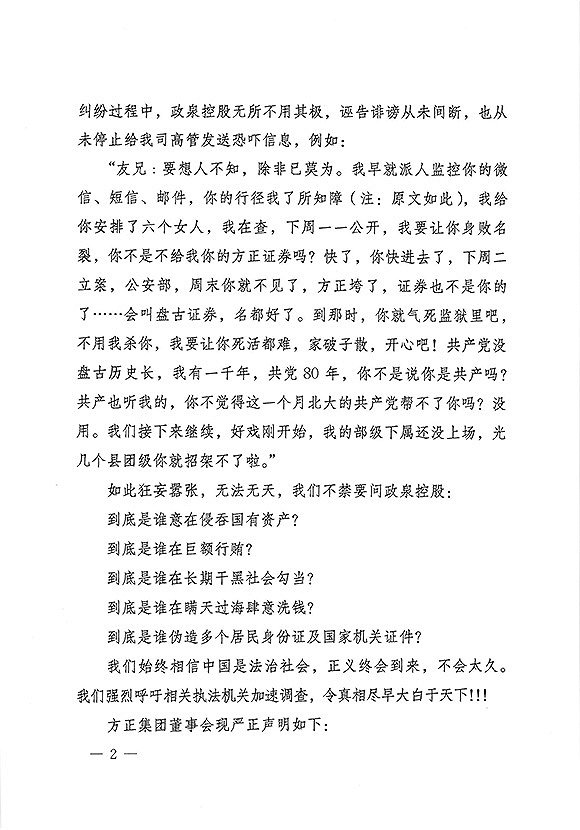 纠纷过程中，政泉控股无所不用其极，诬告诽谤从未间断，也从
未停止给我司高管发送恐吓信息，例如：
“友兄：要想人不知，除非已莫为。我早就派人监控你的微
信、短信、邮件，你的行径我了所知障（注：原文如此），我给
你安排了六个女人，我在查，下周一一公开，我要让你身败名
裂，你不是不给我你的方正证券吗？快了，你快进去了，下周二
立案，公安部，周末你就不见了，方正垮了，证券也不是你的
了……会叫盘古证券，名都好了。到那时，你就气死监狱里吧，
不用我杀你，我要让你死活都难，家破子散，开心吧！共产党没
盘古历史长，我有一千年，共党80年，你不是说你是共产吗？
共产也听我的，你不觉得这一个月北大的共产党帮不了你吗？没
用。我们接下来继续，好戏刚开始，我的部级下属还没上场，光
几个县团级你就招架不了啦。”
如此狂妄嚣张，无法无天，我们不禁要问政泉控股：
到底是谁意在侵吞国有资产？
到底是谁在巨额行贿？
到底是谁在长期干黑社会勾当？
到底是谁在瞒天过海肆意洗钱？
到底是谁伪造多个居民身份证及国家机关证件？
我们始终相信中国是法治社会，正义终会到来，不会太久。
我们强烈呼吁相关执法机关加速调查，令真相尽早大白于天下!!!
方正集团董事会现严正声明如下：
— 2 —